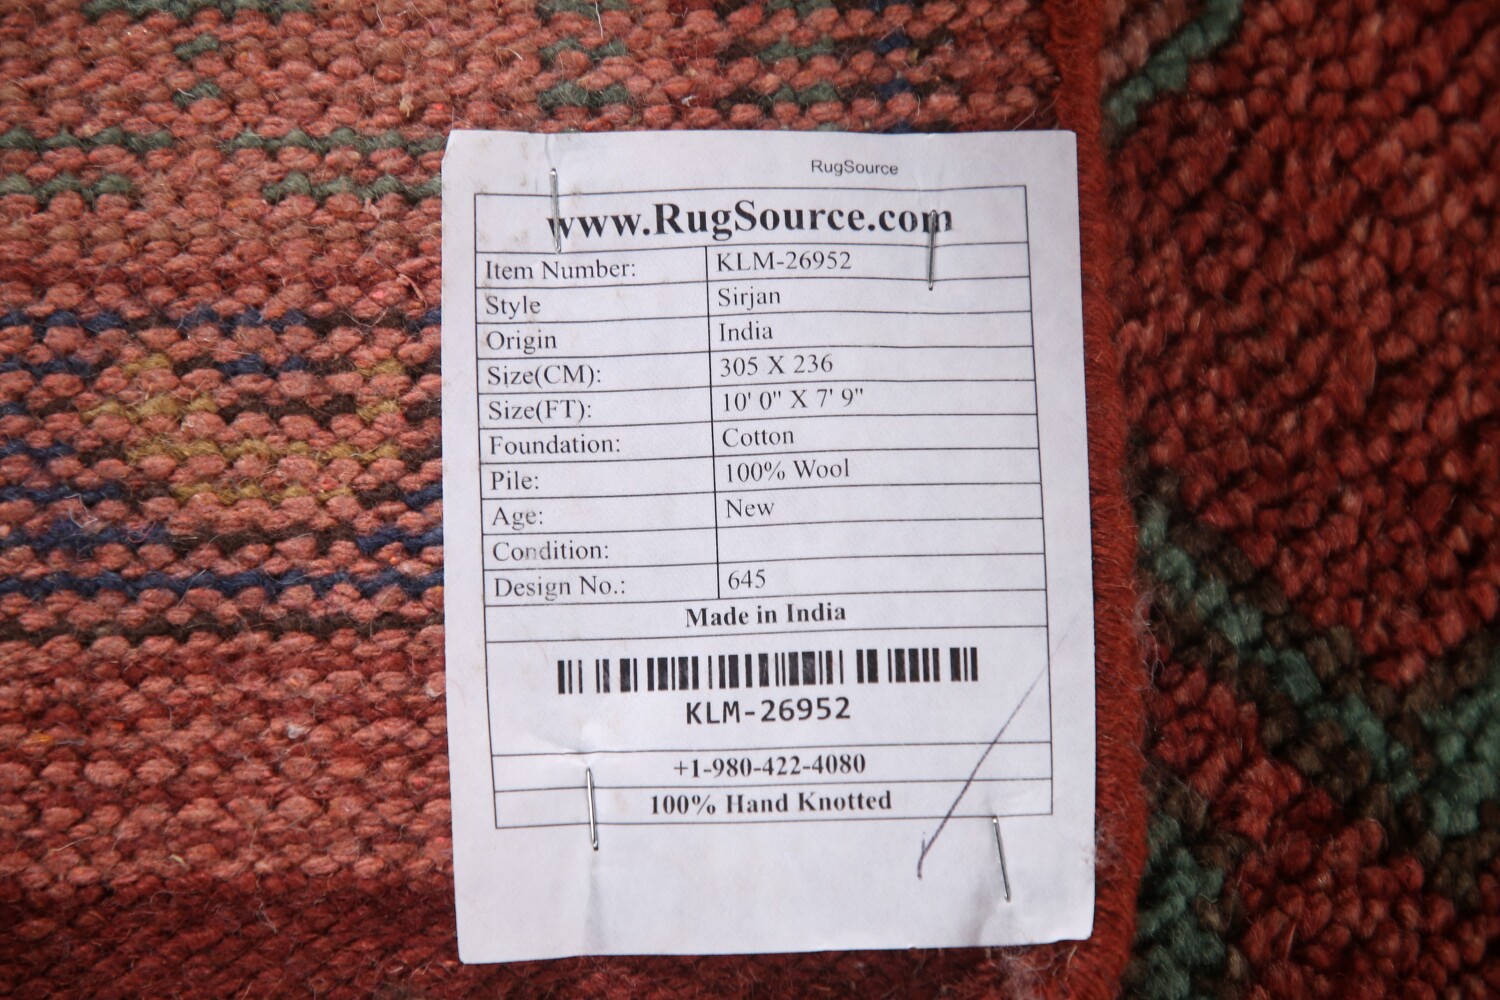 RugSource
www.RugSource.com
Item Number: KLM-26952
Style Sirjan
Origin India
Size(CM): 305 X 236
Size(FT): 10' 0" X 7' 9"
Foundation: Cotton
Pile: 100% Wool
Age: New
Condition:
Design No.: 645
Made in India
KLM-26952
+1-980-422-4080
100% Hand Knotted